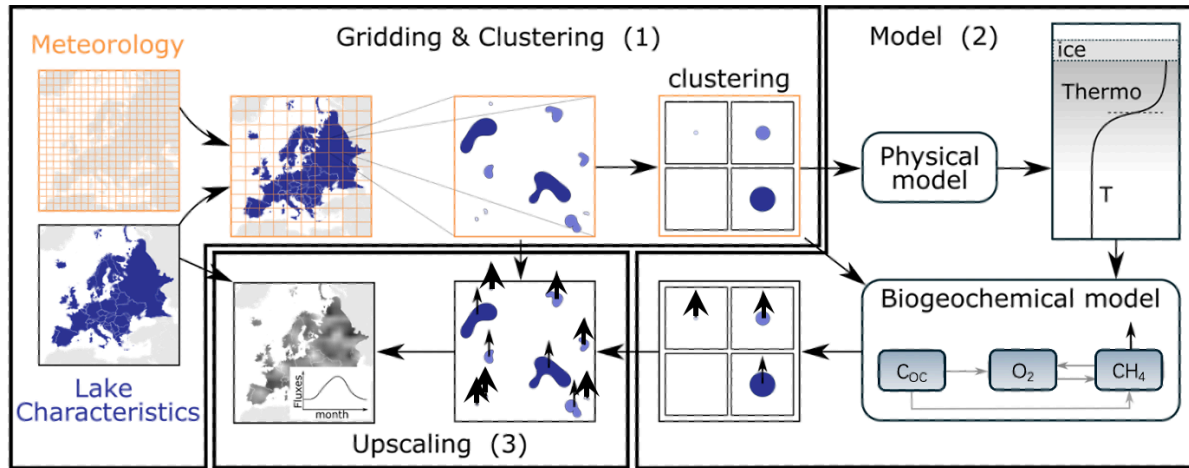 Meteorology
Gridding & Clustering (1)
clustering
Model (2)
ice
Thermo
T
Physical
model
Lake
Characteristics
Biogeochemical model
C_OC
O₂
CH₄
Fluxes
month
Upscaling (3)